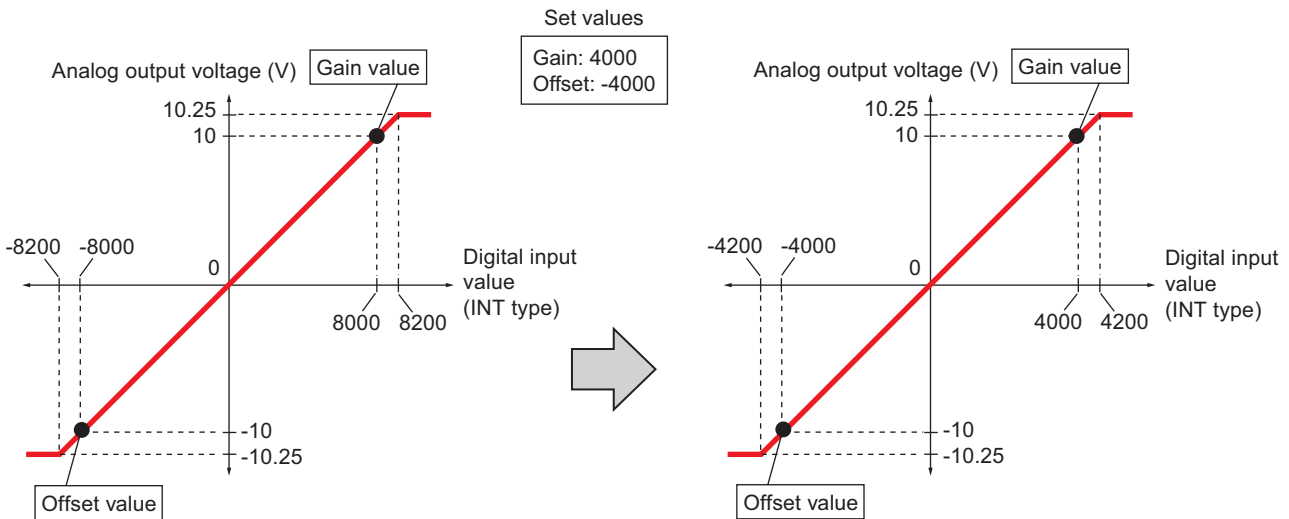 Set values
Gain: 4000
Offset: -4000
Analog output voltage (V)
Gain value
10.25
10
-8200
-8000
0
Digital input
value
(INT type)
8000
8200
-10
-10.25
Offset value
Analog output voltage (V)
Gain value
10.25
10
-4200
-4000
0
Digital input
value
(INT type)
4000
4200
-10
-10.25
Offset value